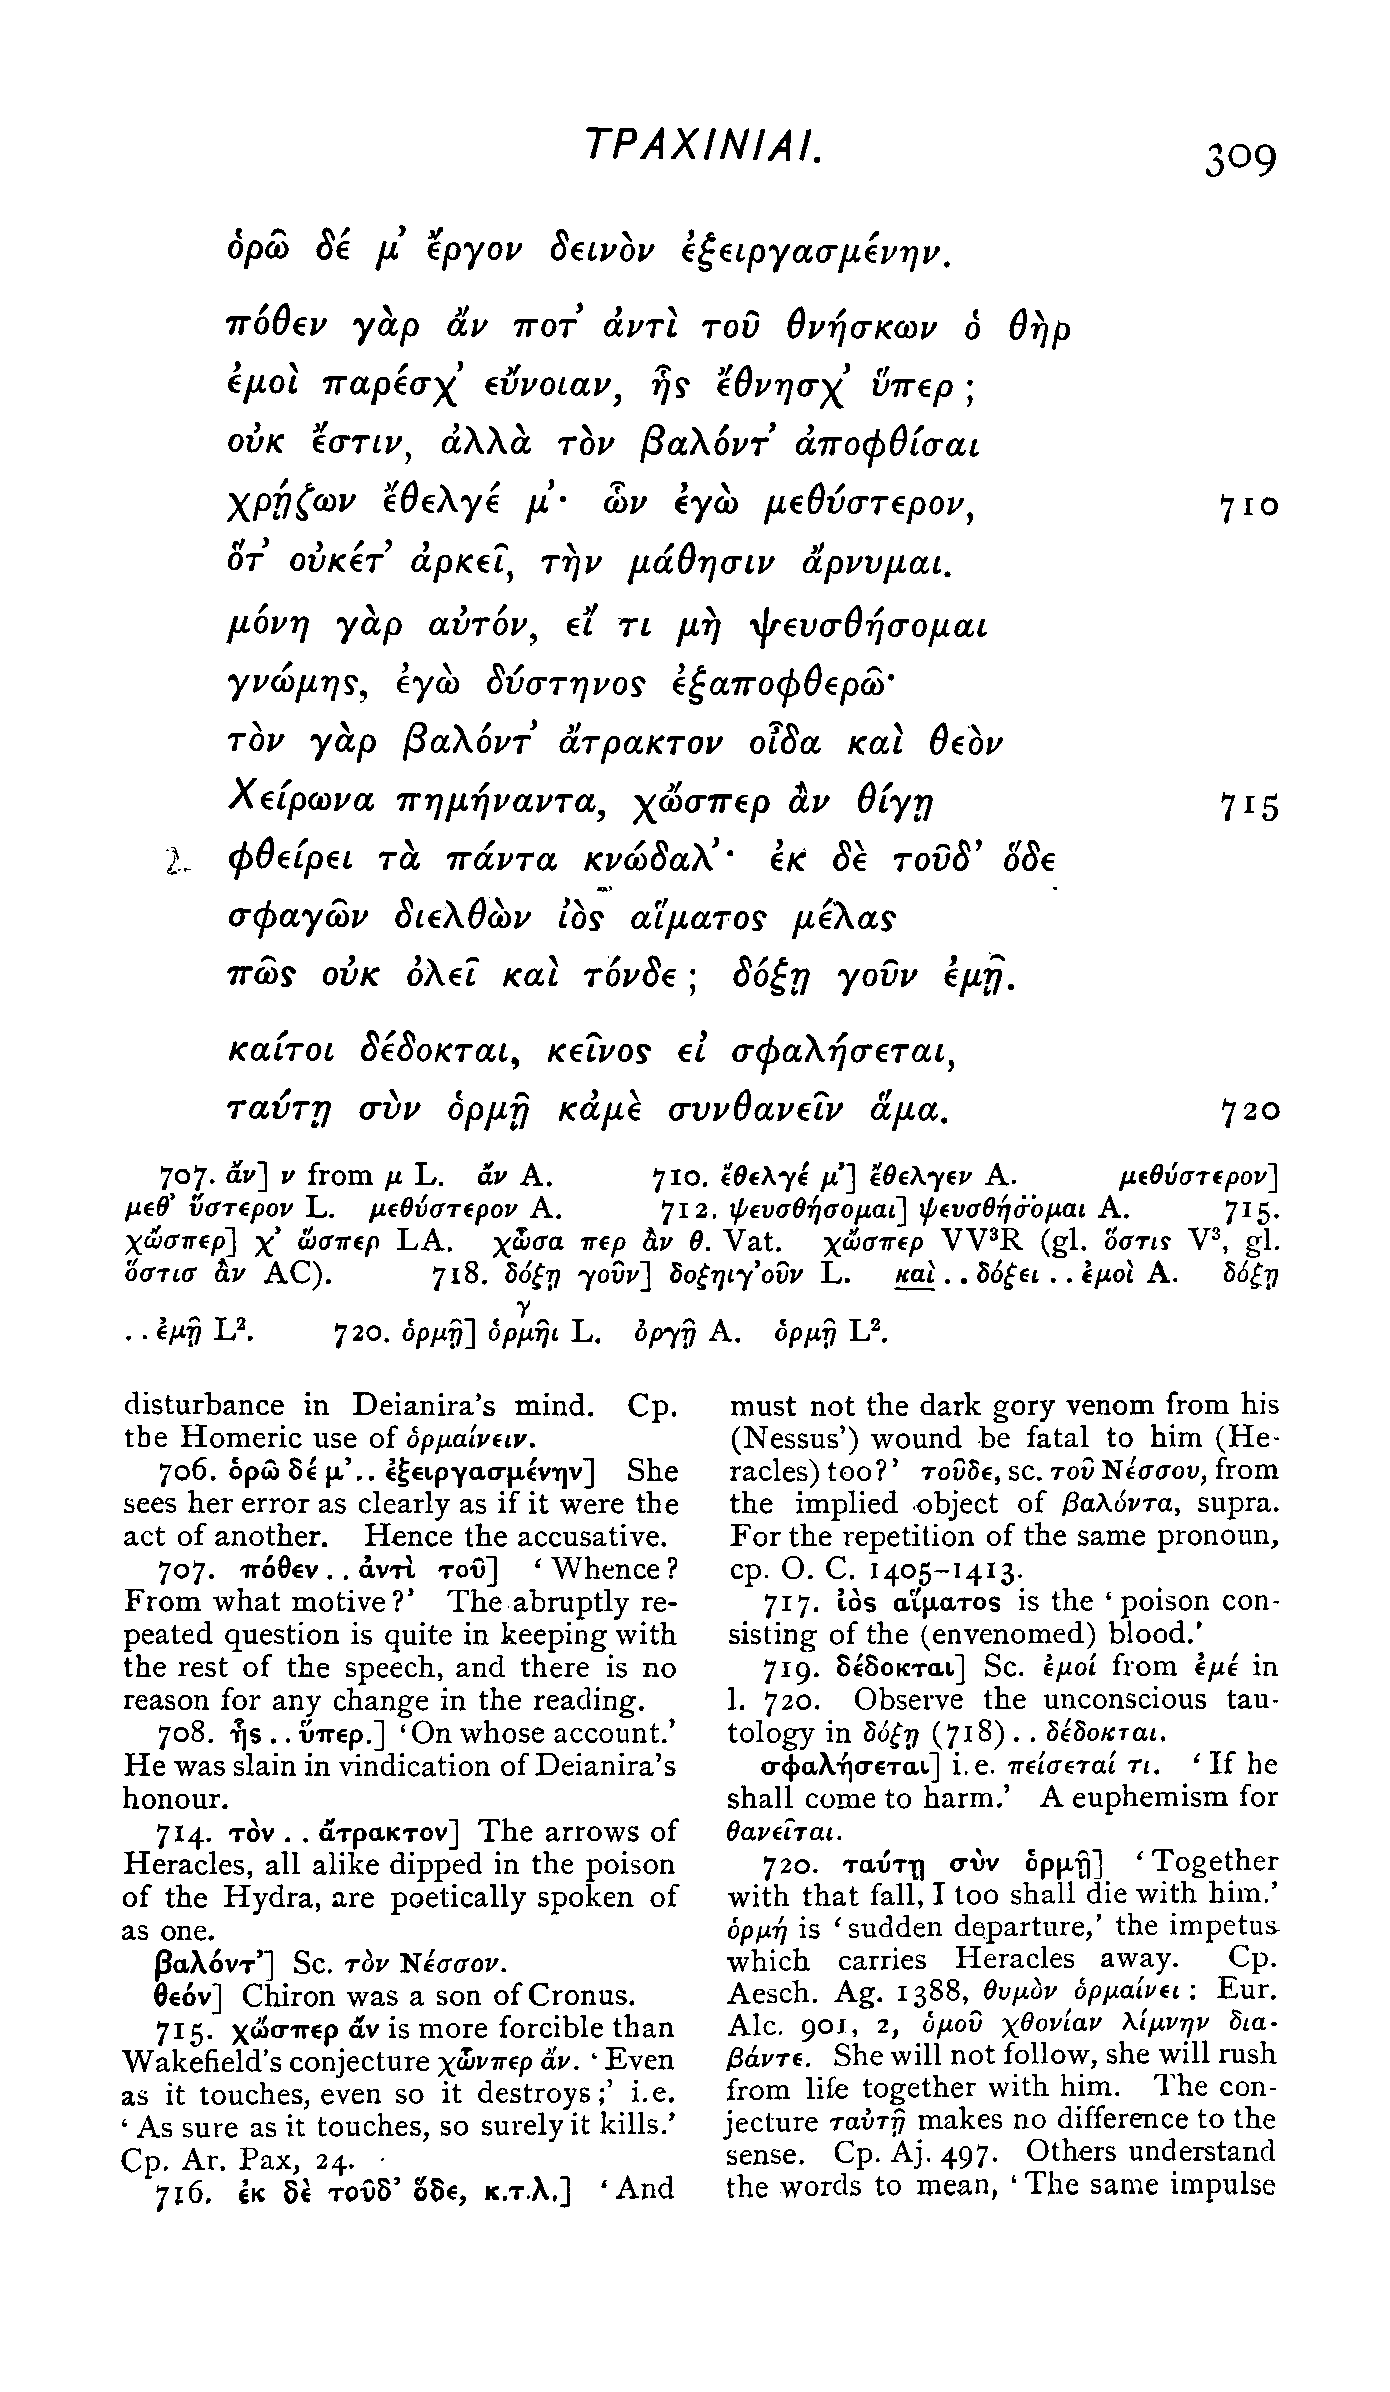 ΤΡΑΧΙΝΙΑΙ.
309
ὁρῶ δέ μ’ ἔργον δεινὸν ἐξειργασμένην.
πόθεν γὰρ ἄν ποτ’ ἀντὶ τοῦ θνήσκων ὁ θὴρ
ἐμοὶ παρέσχ’ εὔνοιαν, ἧς ἔθνησχ’ ὕπερ ;
οὐκ ἔστιν, ἀλλὰ τὸν βαλόντ’ ἀποφθίσαι
χρῄζων ἔθελγέ μ’· ὧν ἐγὼ μεθύστερον, 710
ὅτ’ οὐκέτ’ ἀρκεῖ, τὴν μάθησιν ἄρνυμαι.
μόνη γὰρ αὐτόν, εἴ τι μὴ ψευσθήσομαι
γνώμης, ἐγὼ δύστηνος ἐξαποφθερῶ·
τὸν γὰρ βαλόντ’ ἄτρακτον οἶδα καὶ θεὸν
Χείρωνα πημήναντα, χὤσπερ ἂν θίγῃ 715
2. φθείρει τὰ πάντα κνώδαλ’· ἐκ δὲ τοῦδ’ ὅδε
σφαγῶν διελθὼν ἰὸς αἵματος μέλας
πῶς οὐκ ὀλεῖ καὶ τόνδε ; δόξῃ γοῦν ἐμῇ.
καίτοι δέδοκται, κεῖνος εἰ σφαλήσεται,
ταύτῃ σὺν ὁρμῇ κἀμὲ συνθανεῖν ἅμα. 720
707. ἄν] ν from μ L. ἄν A. 710. ἔθελγέ μ’] ἔθελγεν A. μεθύστερον]
μεθ’ ὕστερον L. μεθύστερον A. 712. ψευσθήσομαι] ψευσθήσομαι A. 715.
χὤσπερ] χ’ ὥσπερ LA. χὦσα περ ἂν θ. Vat. χὤσπερ VV³R (gl. ὅστις V³, gl.
ὅστισ ἂν AC). 718. δόξῃ γοῦν] δοξηιγ’οῦν L. καὶ . . δόξει . . ἐμοὶ A. δόξῃ
γ
. . ἐμῇ L². 720. ὁρμῇ] ὁρμῆι L. ὀργῇ A. ὁρμῇ L².
disturbance in Deianira’s mind. Cp.
the Homeric use of ὁρμαίνειν.
706. ὁρῶ δέ μ’ . . ἐξειργασμένην] She
sees her error as clearly as if it were the
act of another. Hence the accusative.
707. πόθεν . . ἀντὶ τοῦ] ‘Whence?
From what motive?’ The abruptly re-
peated question is quite in keeping with
the rest of the speech, and there is no
reason for any change in the reading.
708. ἧς . . ὕπερ.] ‘On whose account.’
He was slain in vindication of Deianira’s
honour.
714. τὸν . . ἄτρακτον] The arrows of
Heracles, all alike dipped in the poison
of the Hydra, are poetically spoken of
as one.
βαλόντ’] Sc. τὸν Νέσσον.
θεόν] Chiron was a son of Cronus.
715. χὤσπερ ἄν is more forcible than
Wakefield’s conjecture χὦνπερ ἄν. ‘Even
as it touches, even so it destroys;’ i.e.
‘As sure as it touches, so surely it kills.’
Cp. Ar. Pax, 24.
716. ἐκ δὲ τοῦδ’ ὅδε, κ.τ.λ.] ‘And
must not the dark gory venom from his
(Nessus’) wound be fatal to him (He-
racles) too?’ τοῦδε, sc. τοῦ Νέσσου, from
the implied object of βαλόντα, supra.
For the repetition of the same pronoun,
cp. O. C. 1405–1413.
717. ἰὸς αἵματος is the ‘poison con-
sisting of the (envenomed) blood.’
719. δέδοκται] Sc. ἐμοί from ἐμέ in
l. 720. Observe the unconscious tau-
tology in δόξῃ (718) . . δέδοκται.
σφαλήσεται] i.e. πείσεταί τι. ‘If he
shall come to harm.’ A euphemism for
θανεῖται.
720. ταύτῃ σὺν ὁρμῇ] ‘Together
with that fall, I too shall die with him.’
ὁρμή is ‘sudden departure,’ the impetus
which carries Heracles away. Cp.
Aesch. Ag. 1388, θυμὸν ὁρμαίνει : Eur.
Alc. 901, 2, ὁμοῦ χθονίαν λίμνην δια-
βάντε. She will not follow, she will rush
from life together with him. The con-
jecture ταὐτῇ makes no difference to the
sense. Cp. Aj. 497. Others understand
the words to mean, ‘The same impulse